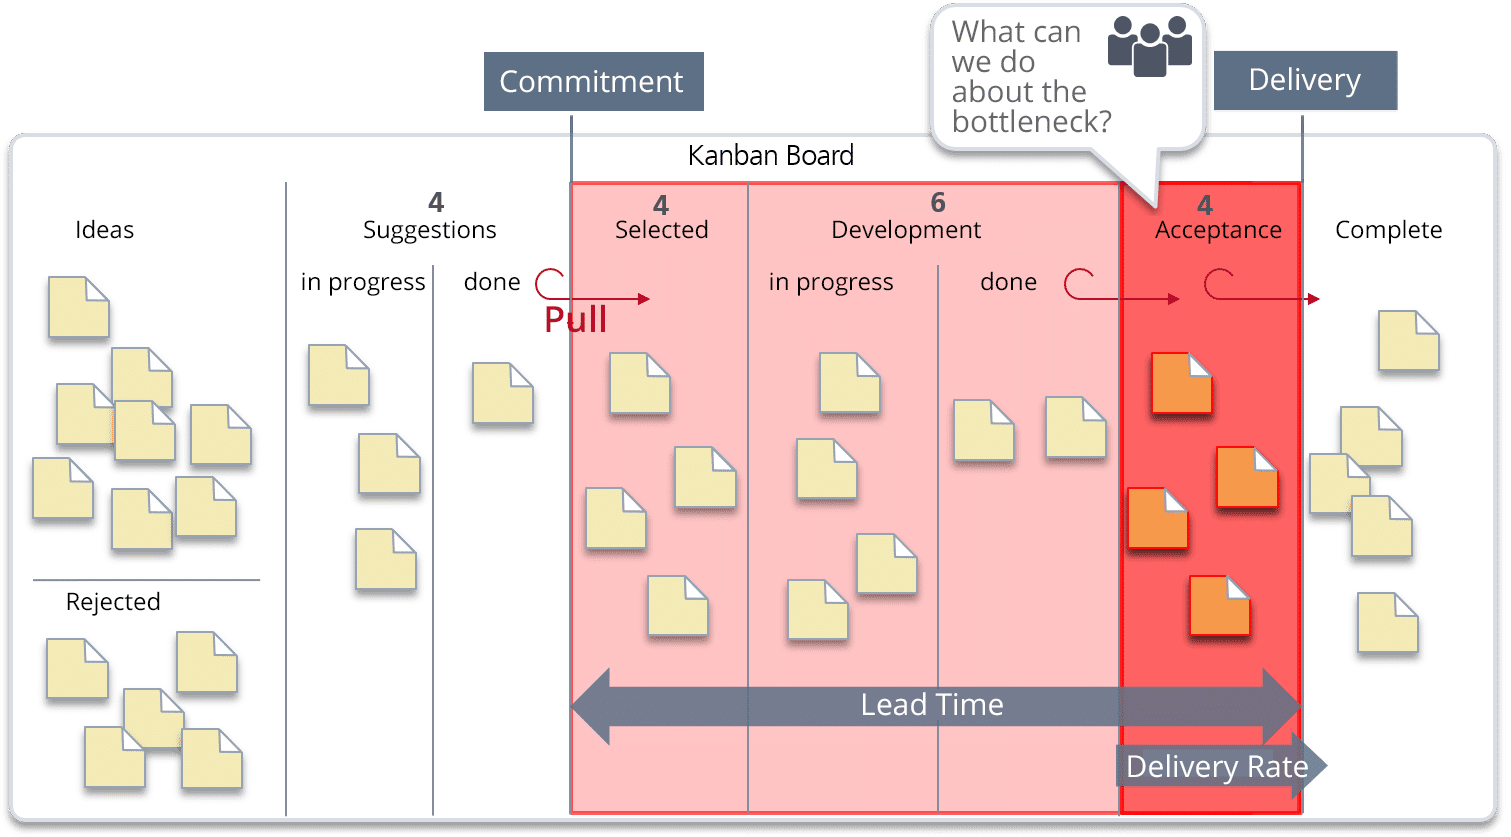 What can
we do
about the
bottleneck?
Commitment
Delivery
Kanban Board
4
4
6
4
Ideas
Suggestions
Selected
Development
Acceptance
Complete
in progress
done
in progress
done
Pull
Rejected
Lead Time
Delivery Rate